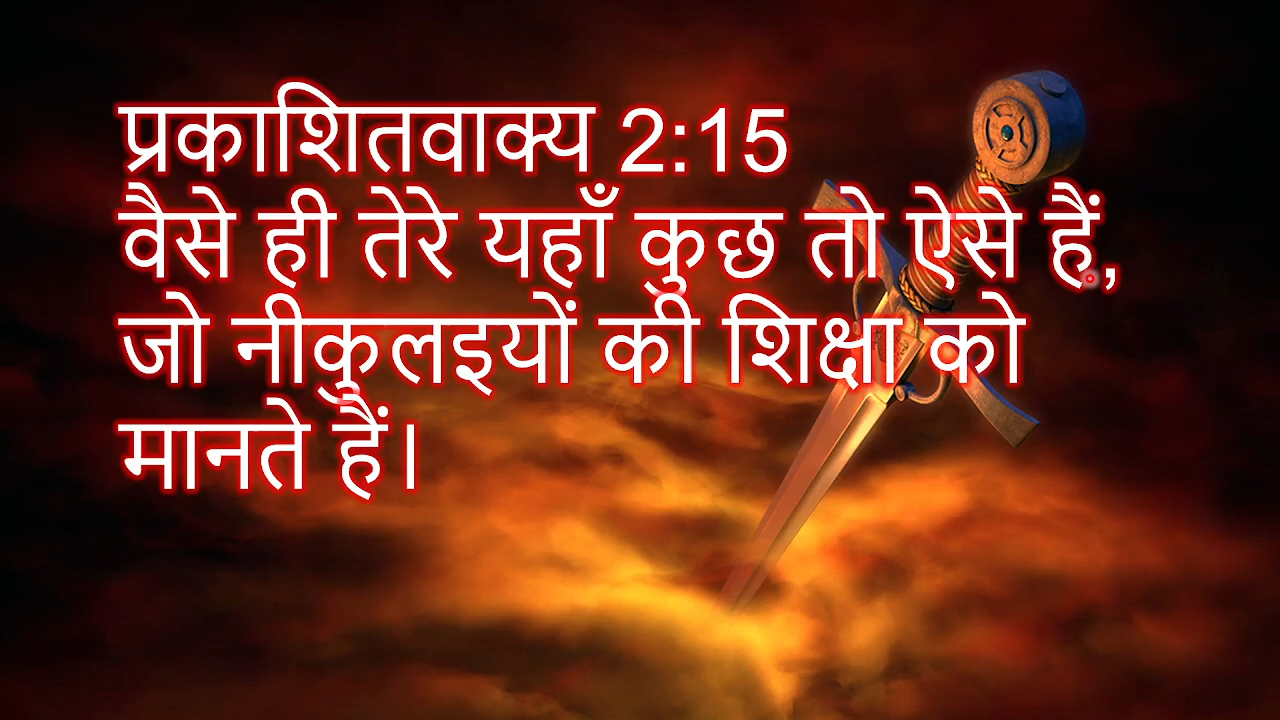 प्रकाशितवाक्य 2:15
वैसे ही तेरे यहाँ कुछ तो ऐसे हैं,
जो नीकुलइयों की शिक्षा को
मानते हैं।